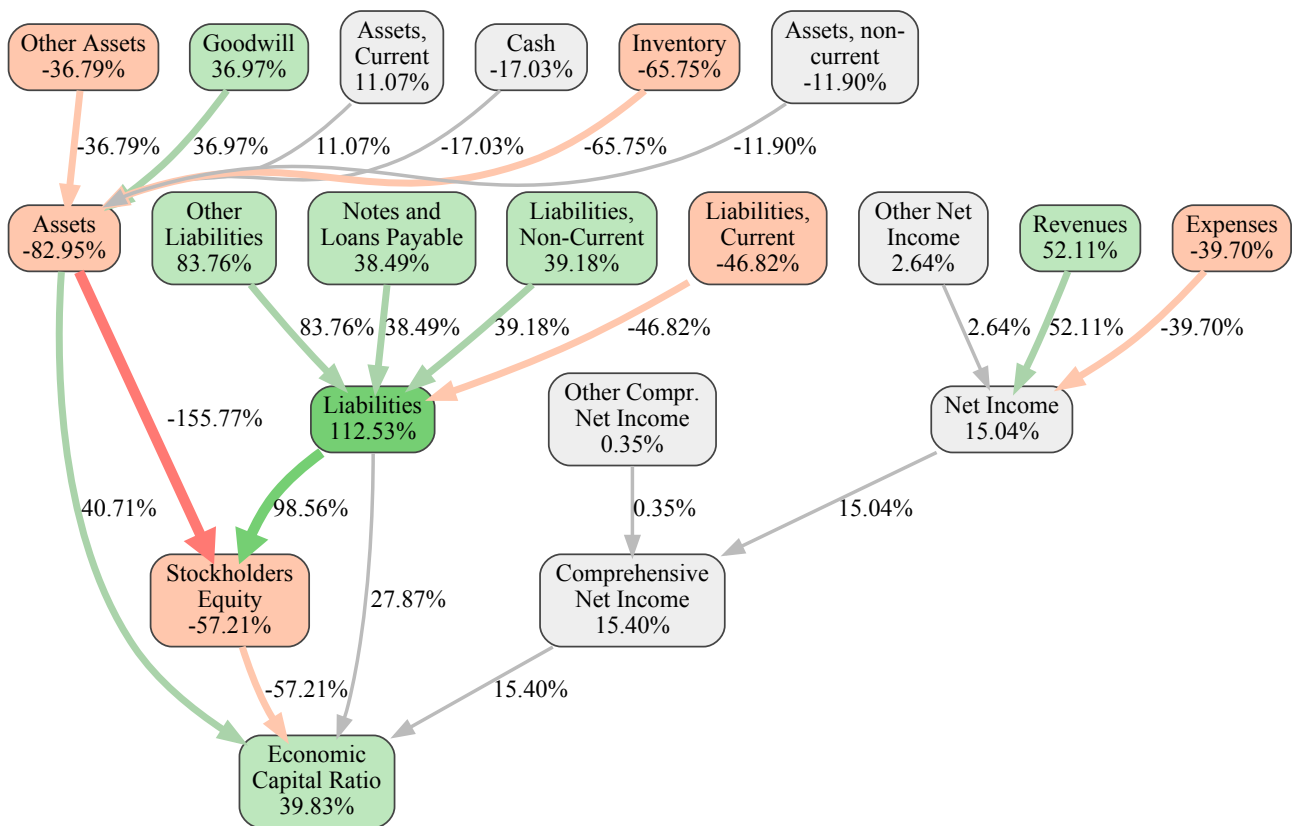 Other Assets
-36.79%
Goodwill
36.97%
Assets,
Current
11.07%
Cash
-17.03%
Inventory
-65.75%
Assets, non-
current
-11.90%
-36.79%
36.97%
11.07%
-17.03%
-65.75%
-11.90%
Assets
-82.95%
Other
Liabilities
83.76%
Notes and
Loans Payable
38.49%
Liabilities,
Non-Current
39.18%
Liabilities,
Current
-46.82%
Other Net
Income
2.64%
Revenues
52.11%
Expenses
-39.70%
83.76%
38.49%
39.18%
-46.82%
2.64%
52.11%
-39.70%
Liabilities
112.53%
Other Compr.
Net Income
0.35%
Net Income
15.04%
-155.77%
40.71%
98.56%
0.35%
15.04%
Stockholders
Equity
-57.21%
27.87%
Comprehensive
Net Income
15.40%
-57.21%
15.40%
Economic
Capital Ratio
39.83%